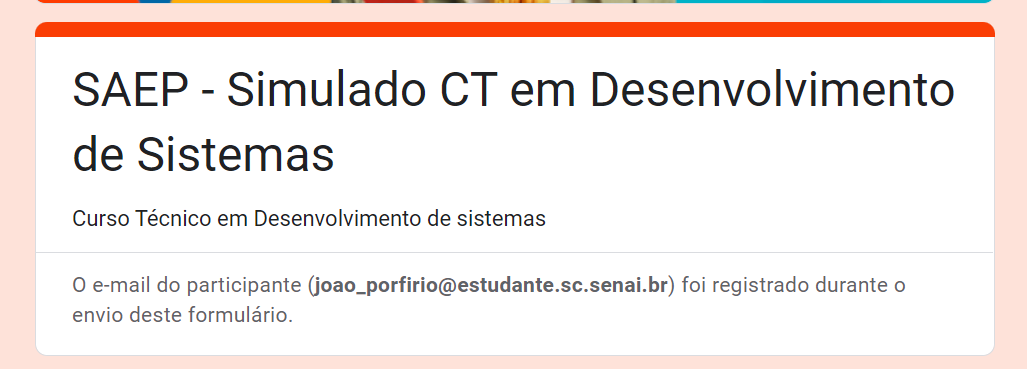 SAEP - Simulado CT em Desenvolvimento
de Sistemas
Curso Técnico em Desenvolvimento de sistemas
O e-mail do participante (joao_porfirio@estudante.sc.senai.br) foi registrado durante o
envio deste formulário.